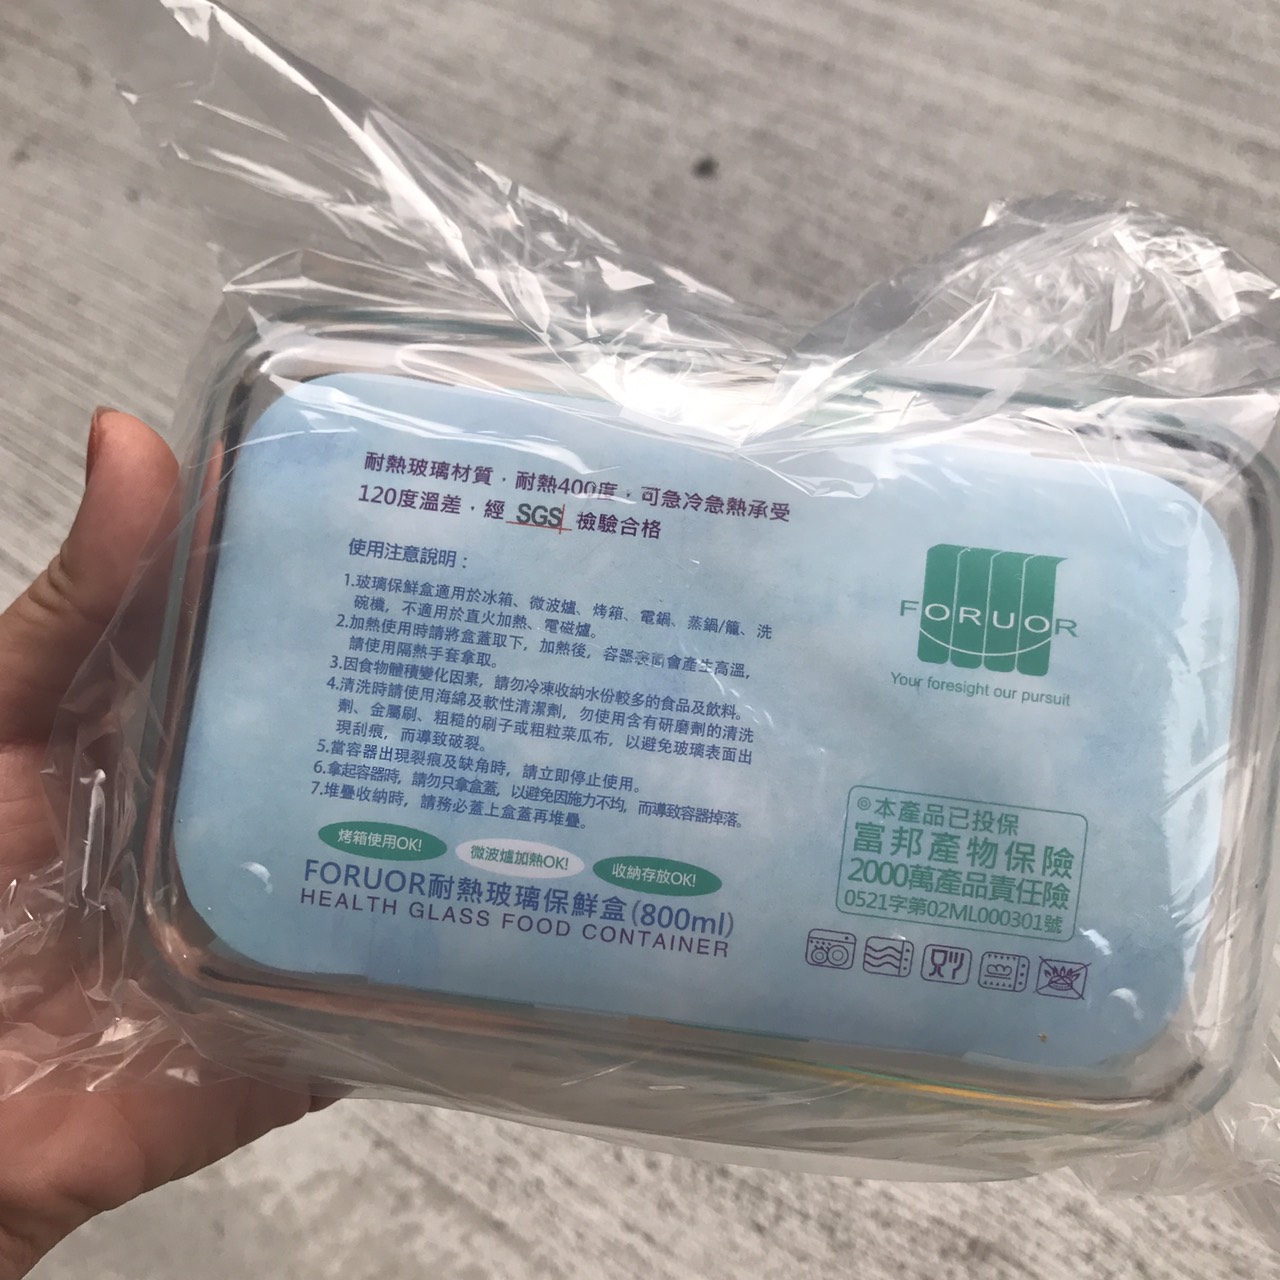 耐熱玻璃材質，耐熱400度，可急冷急熱承受
120度溫差，經 SGS 檢驗合格
使用注意說明：
1.玻璃保鮮盒適用於冰箱、微波爐、烤箱、電鍋、蒸鍋/籠、洗
碗機，不適用於直火加熱、電磁爐。
2.加熱使用時請將盒蓋取下，加熱後，容器表面會產生高溫，
請使用隔熱手套拿取。
3.因食物體積變化因素，請勿冷凍收納水份較多的食品及飲料。
4.清洗時請使用海綿及軟性清潔劑，勿使用含有研磨劑的清洗
劑、金屬刷、粗糙的刷子或粗粒菜瓜布，以避免玻璃表面出
現刮痕，而導致破裂。
5.當容器出現裂痕及缺角時，請立即停止使用。
6.拿起容器時，請勿只拿盒蓋，以避免因施力不均，而導致容器掉落。
7.堆疊收納時，請務必蓋上盒蓋再堆疊。
烤箱使用OK!
微波爐加熱OK!
收納存放OK!
FORUOR耐熱玻璃保鮮盒(800ml)
HEALTH GLASS FOOD CONTAINER
FORUOR
Your foresight our pursuit
◎本產品已投保
富邦產物保險
2000萬產品責任險
0521字第02ML000301號